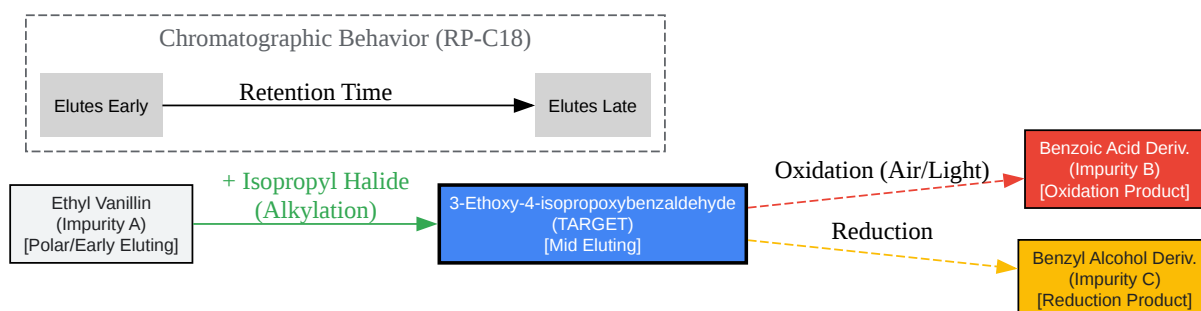 Chromatographic Behavior (RP-C18)
Elutes Early
Retention Time
Elutes Late
Ethyl Vanillin
(Impurity A)
[Polar/Early Eluting]
+ Isopropyl Halide
(Alkylation)
3-Ethoxy-4-isopropoxybenzaldehyde
(TARGET)
[Mid Eluting]
Oxidation (Air/Light)
Reduction
Benzoic Acid Deriv.
(Impurity B)
[Oxidation Product]
Benzyl Alcohol Deriv.
(Impurity C)
[Reduction Product]